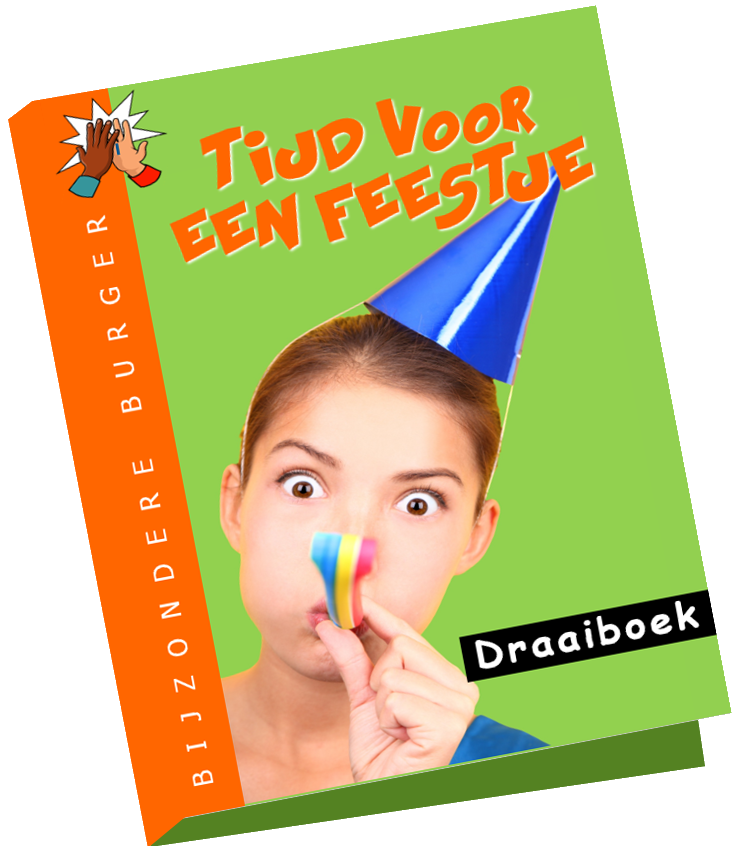 TIJD VOOR
EEN FEESTJE
BIJZONDERE BURGER
Draaiboek